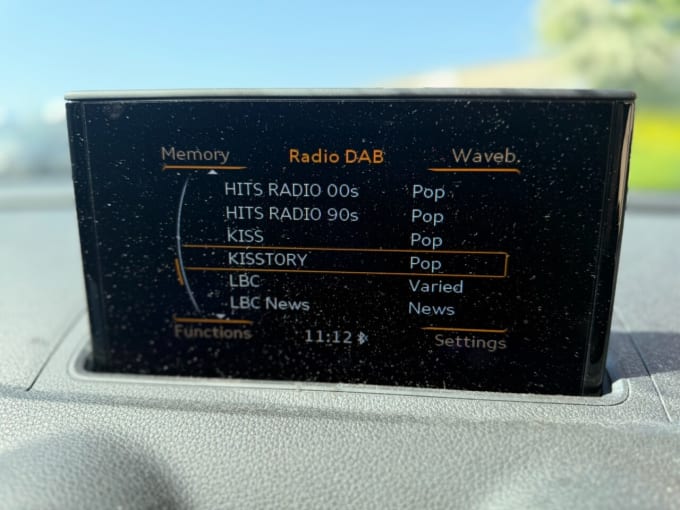 Memory Radio DAB Waveb.
HITS RADIO 00s Pop
HITS RADIO 90s Pop
KISS Pop
KISSTORY Pop
LBC Varied
LBC News News
Functions 11:12 Settings